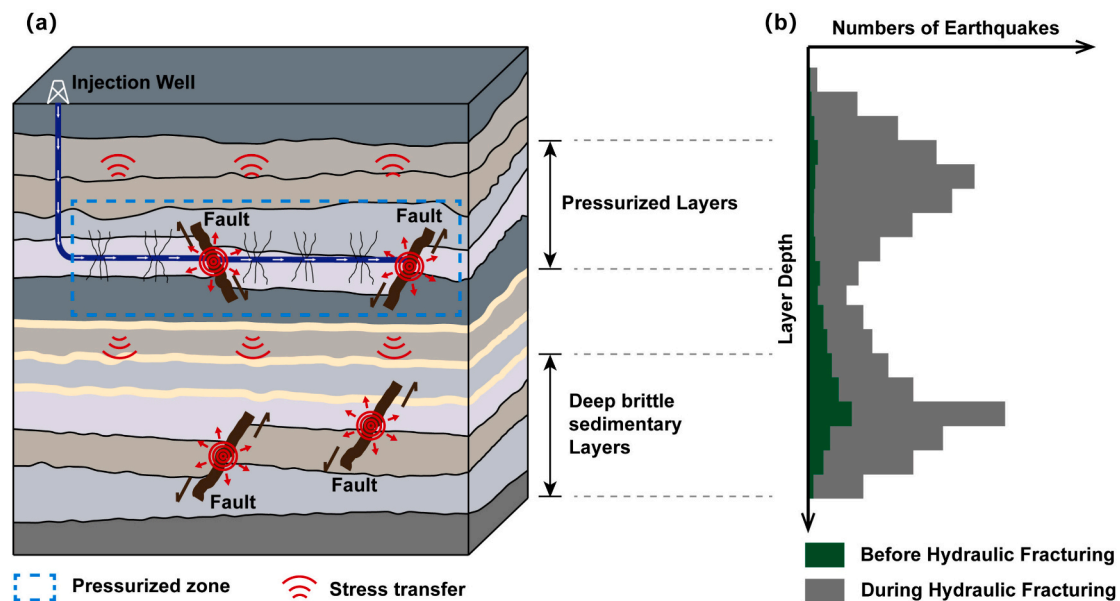 (a)
Injection Well
Fault
Fault
Fault
Fault
Pressurized Layers
Deep brittle
sedimentary
Layers
Pressurized zone
Stress transfer
(b)
Numbers of Earthquakes
Layer Depth
Before Hydraulic Fracturing
During Hydraulic Fracturing